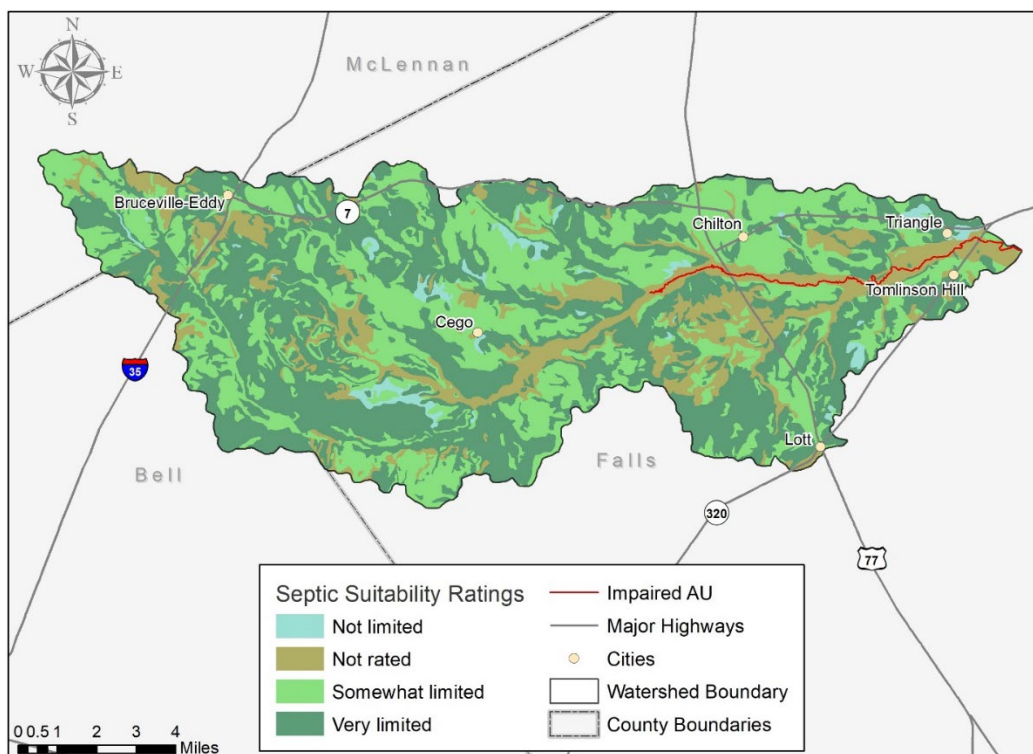 N
W E
S
McLennan
Bruceville-Eddy
7
Chilton
Triangle
Tomlinson Hill
Cego
35
Lott
Bell
Falls
320
77
Septic Suitability Ratings
Not limited
Not rated
Somewhat limited
Very limited
Impaired AU
Major Highways
Cities
Watershed Boundary
County Boundaries
0 0.5 1 2 3 4
Miles